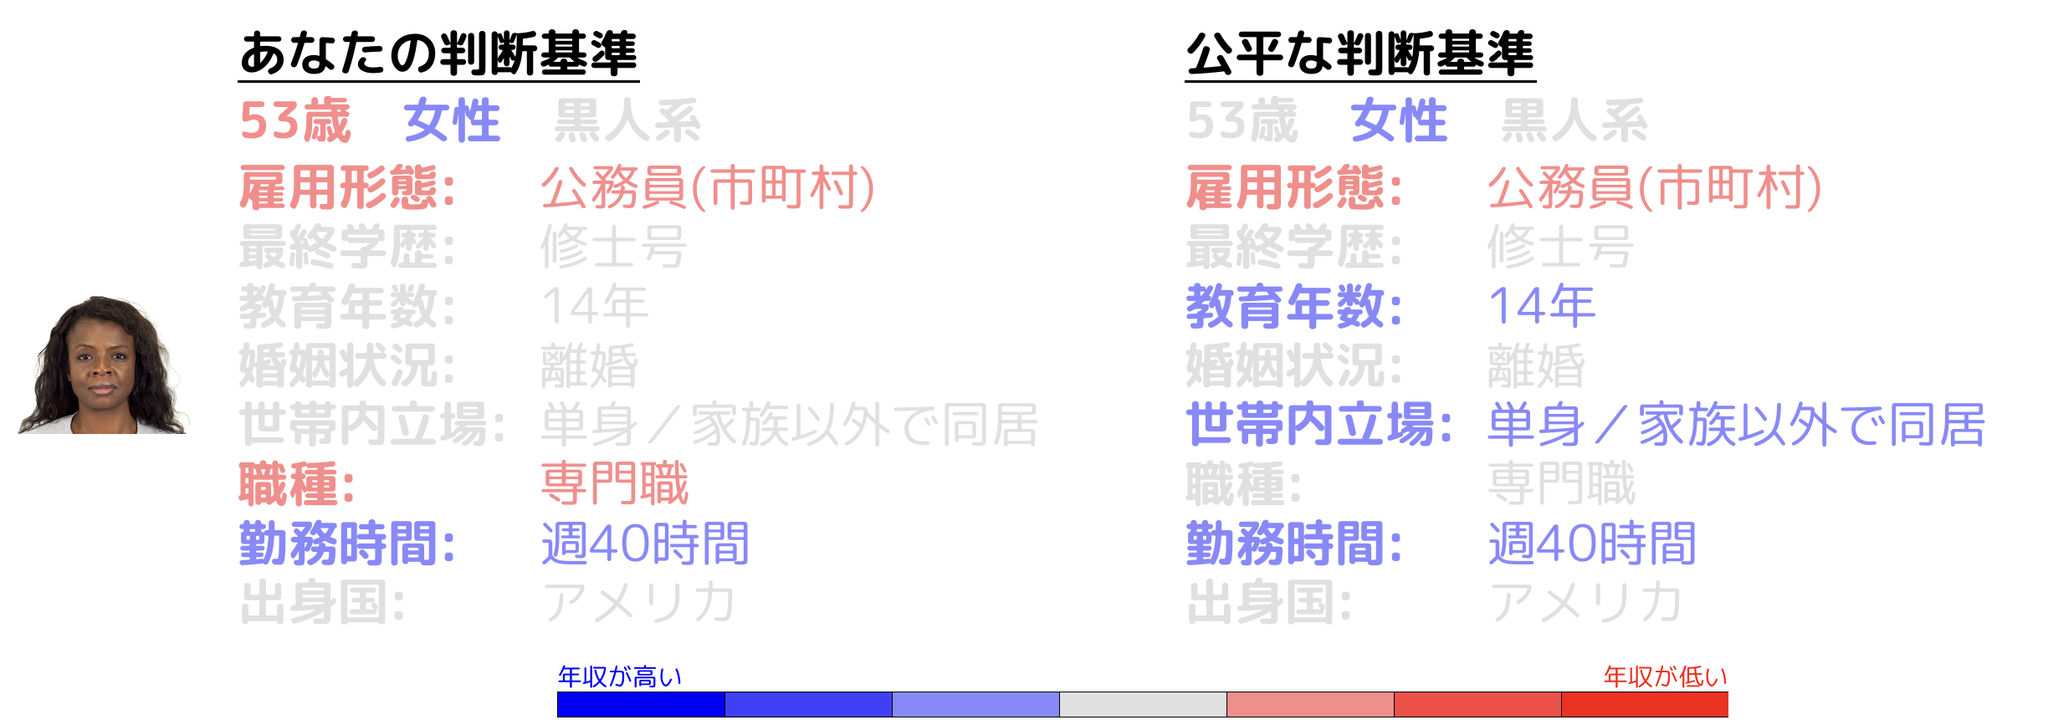 あなたの判断基準
53歳 女性 黒人系
雇用形態: 公務員(市町村)
最終学歴: 修士号
教育年数: 14年
婚姻状況: 離婚
世帯内立場: 単身／家族以外で同居
職種: 専門職
勤務時間: 週40時間
出身国: アメリカ
公平な判断基準
53歳 女性 黒人系
雇用形態: 公務員(市町村)
最終学歴: 修士号
教育年数: 14年
婚姻状況: 離婚
世帯内立場: 単身／家族以外で同居
職種: 専門職
勤務時間: 週40時間
出身国: アメリカ
年収が高い
年収が低い